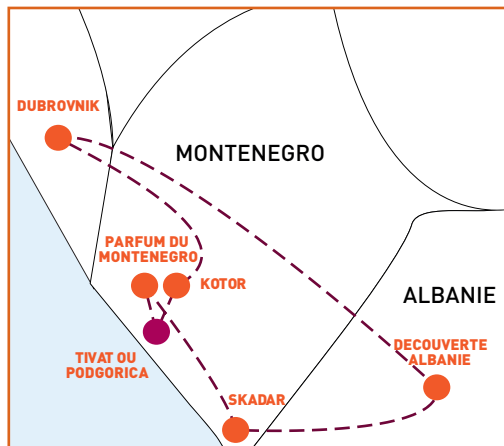 DUBROVNIK
MONTENEGRO
PARFUM DU
MONTENEGRO
KOTOR
ALBANIE
TIVAT OU
PODGORICA
DECOUVERTE
ALBANIE
SKADAR